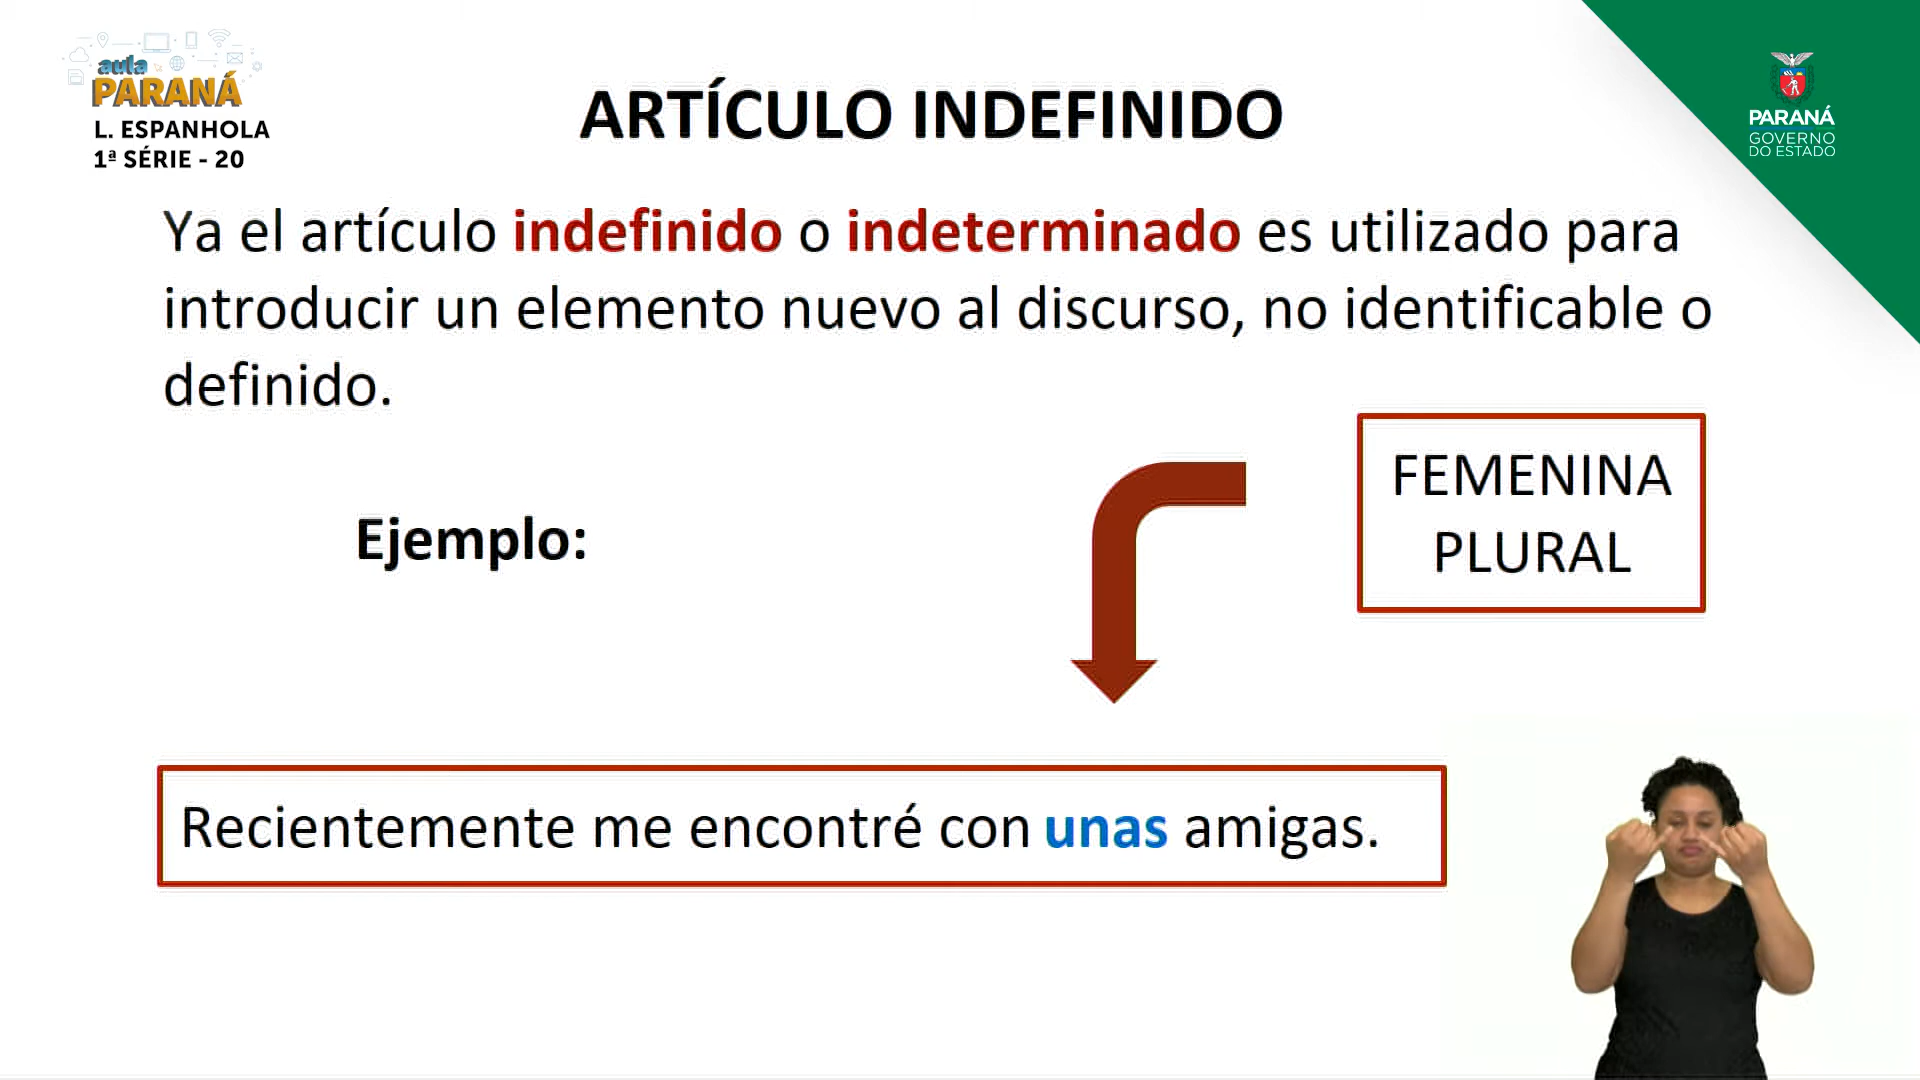 aula
PARANÁ
L. ESPANHOLA
1ª SÉRIE - 20
ARTÍCULO INDEFINIDO
PARANÁ
GOVERNO
DO ESTADO
Ya el artículo indefinido o indeterminado es utilizado para
introducir un elemento nuevo al discurso, no identificable o
definido.
FEMENINA
PLURAL
Ejemplo:
Recientemente me encontré con unas amigas.